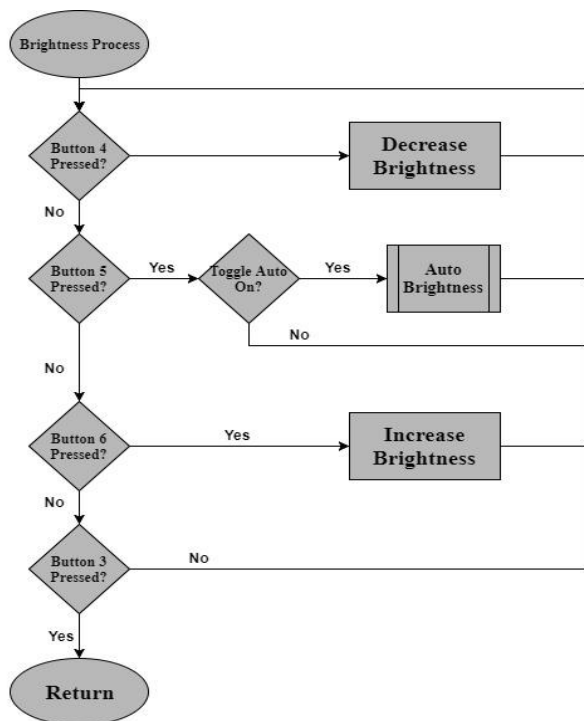 Brightness Process
Button 4
Pressed?
Decrease
Brightness
No
Button 5
Pressed?
Yes
Toggle Auto
On?
Yes
Auto
Brightness
No
No
Button 6
Pressed?
Yes
Increase
Brightness
No
Button 3
Pressed?
No
Yes
Return